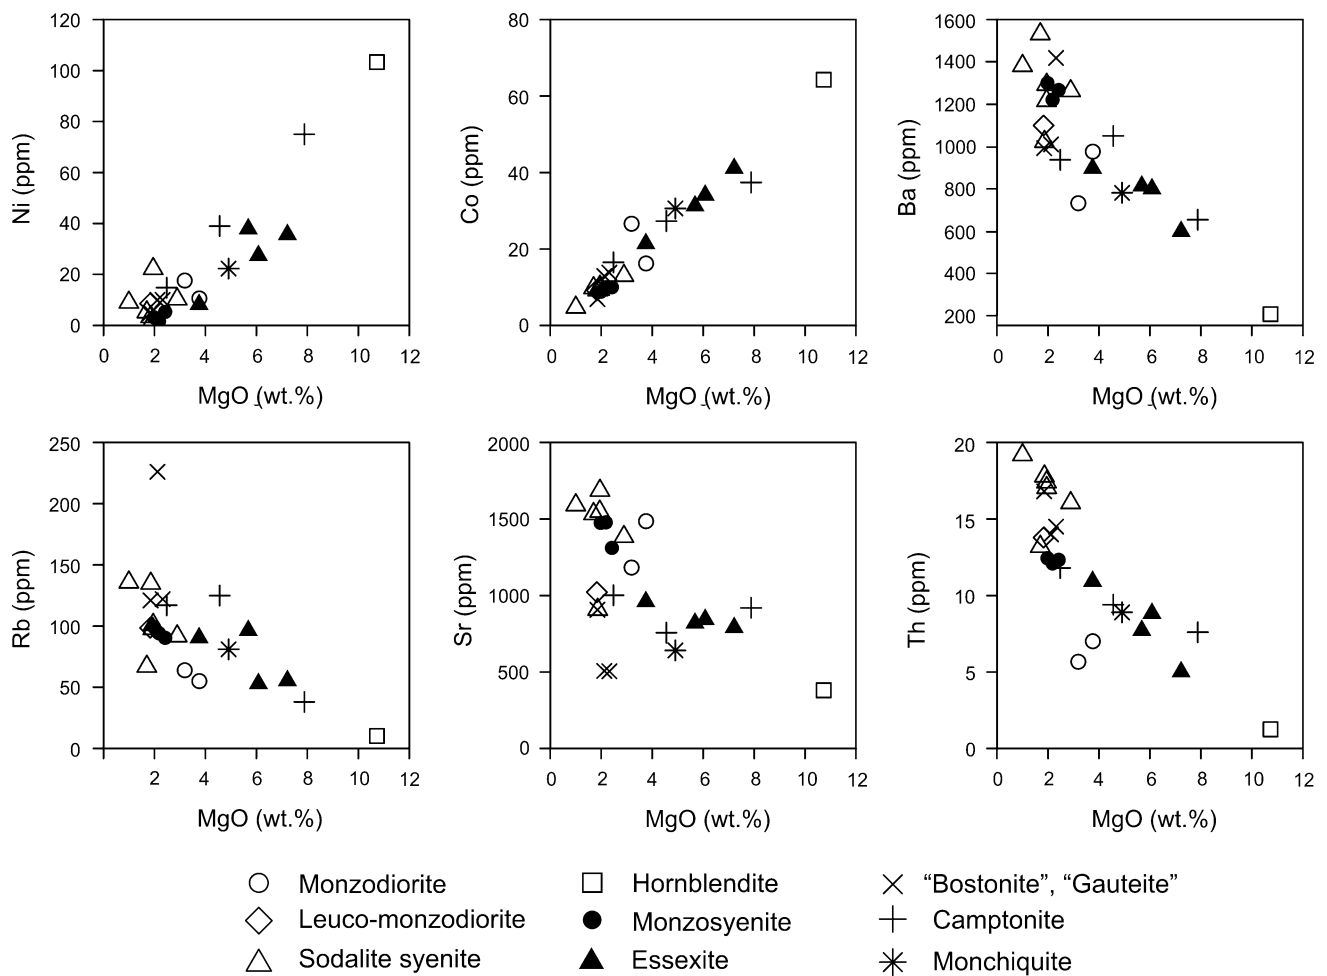 120
100
80
60
40
20
0
Ni (ppm)
0 2 4 6 8 10 12
MgO (wt.%)
80
60
40
20
0
Co (ppm)
0 2 4 6 8 10 12
MgO (wt.%)
1600
1400
1200
1000
800
600
400
200
Ba (ppm)
0 2 4 6 8 10 12
MgO (wt.%)
250
200
150
100
50
0
Rb (ppm)
2 4 6 8 10 12
MgO (wt.%)
2000
1500
1000
500
0
Sr (ppm)
0 2 4 6 8 10 12
MgO (wt.%)
20
15
10
5
0
Th (ppm)
0 2 4 6 8 10 12
MgO (wt.%)
Monzodiorite
Hornblendite
“Bostonite”, “Gauteite”
Leuco-monzodiorite
Monzosyenite
Camptonite
Sodalite syenite
Essexite
Monchiquite